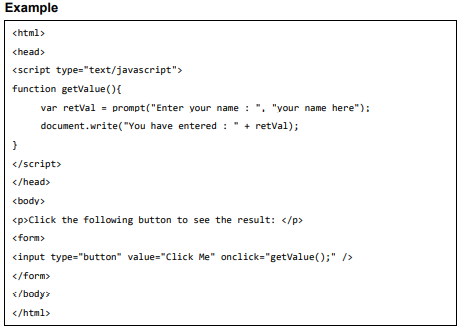 Example
<html>
<head>
<script type="text/javascript">
function getValue(){
var retVal = prompt("Enter your name : ", "your name here");
document.write("You have entered : " + retVal);
}
</script>
</head>
<body>
<p>Click the following button to see the result: </p>
<form>
<input type="button" value="Click Me" onclick="getValue();" />
</form>
</body>
</html>